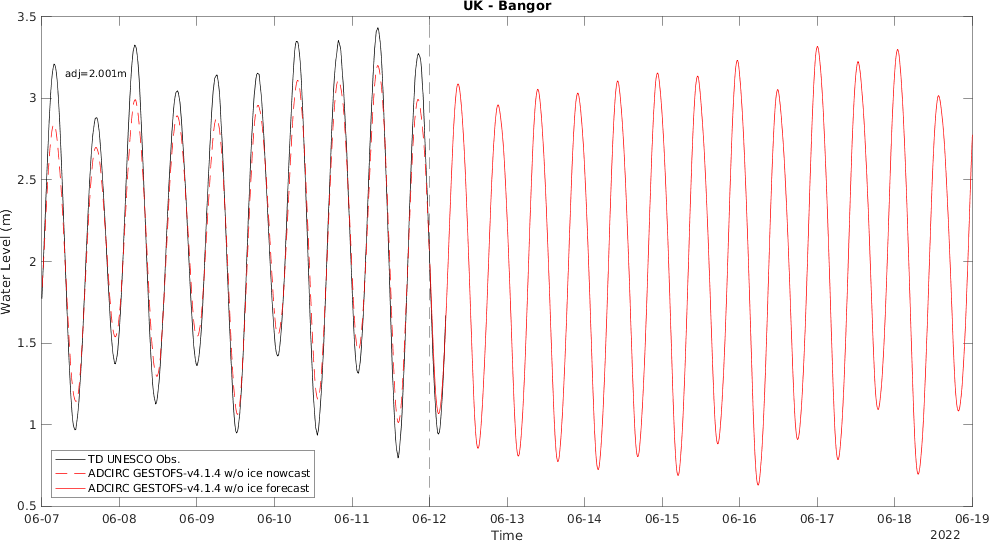 UK - Bangor
3.5
3
2.5
2
1.5
1
0.5
Water Level (m)
adj=2.001m
TD UNESCO Obs.
ADCIRC GESTOFS-v4.1.4 w/o ice nowcast
ADCIRC GESTOFS-v4.1.4 w/o ice forecast
06-07 06-08 06-09 06-10 06-11 06-12 06-13 06-14 06-15 06-16 06-17 06-18 06-19
Time
2022